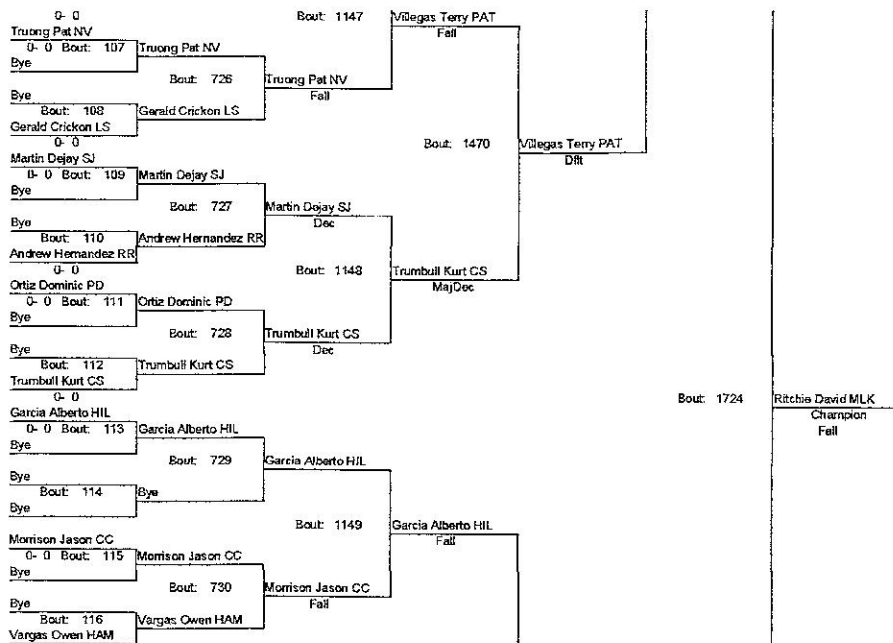 0- 0
Bout: 1147 Villegas Terry PAT
Truong Pat NV
Fall
0- 0 Bout: 107 Truong Pat NV
Bye
Bout: 726 Truong Pat NV
Bye
Fall
Bout: 108 Gerald Crickon LS
Gerald Crickon LS
0- 0
Bout: 1470 Villegas Terry PAT
Martin Dejay SJ
Dflt
0- 0 Bout: 109 Martin Dejay SJ
Bye
Bout: 727 Martin Dejay SJ
Bye
Dec
Bout: 110 Andrew Hernandez RR
Andrew Hernandez RR
0- 0
Bout: 1148 Trumbull Kurt CS
Ortiz Dominic PD
MajDec
0- 0 Bout: 111 Ortiz Dominic PD
Bye
Bout: 728 Trumbull Kurt CS
Bye
Dec
Bout: 112 Trumbull Kurt CS
Trumbull Kurt CS
0- 0
Bout: 1724 Ritchie David MLK
Garcia Alberto HIL
Champion
0- 0 Bout: 113 Garcia Alberto HIL
Fall
Bye
Bout: 729 Garcia Alberto HIL
Bye
Bout: 114 Bye
Bye
Bout: 1149 Garcia Alberto HIL
Morrison Jason CC
Fall
0- 0 Bout: 115 Morrison Jason CC
Bye
Bout: 730 Morrison Jason CC
Bye
Fall
Bout: 116 Vargas Owen HAM
Vargas Owen HAM